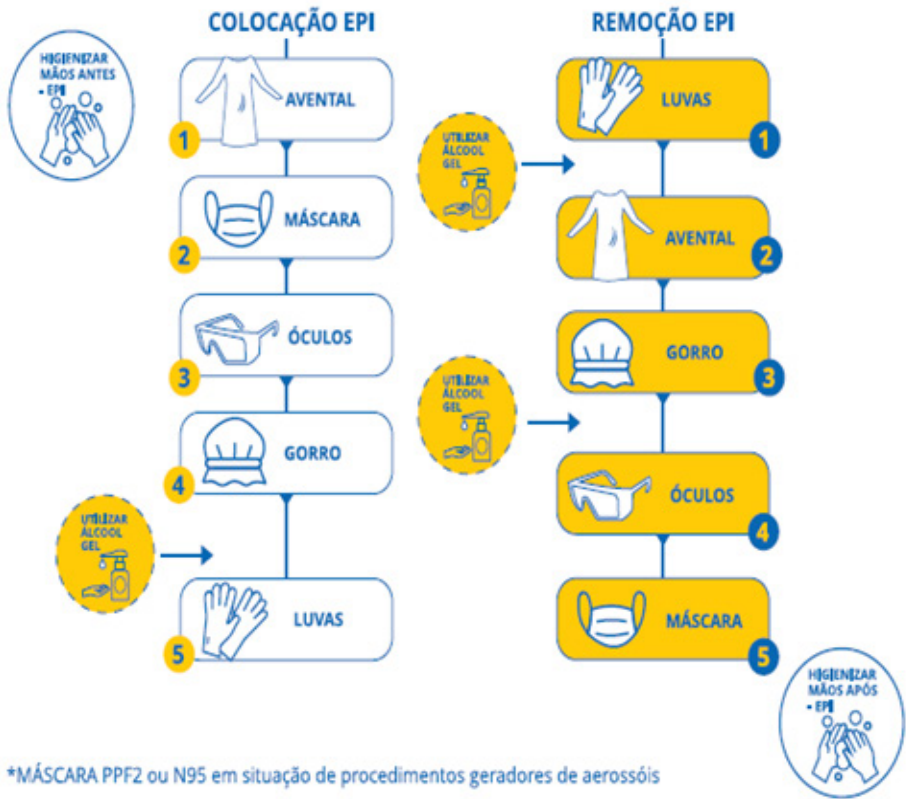 COLOCAÇÃO EPI
HIGIENIZAR
MÃOS ANTES
- EPI
AVENTAL
1
MÁSCARA
2
ÓCULOS
3
GORRO
4
UTILIZAR
ÁLCOOL
GEL
LUVAS
5
REMOÇÃO EPI
LUVAS
1
UTILIZAR
ÁLCOOL
GEL
AVENTAL
2
GORRO
3
UTILIZAR
ÁLCOOL
GEL
ÓCULOS
4
MÁSCARA
5
HIGIENIZAR
MÃOS APÓS
- EPI
*MÁSCARA PPF2 ou N95 em situação de procedimentos geradores de aerossóis